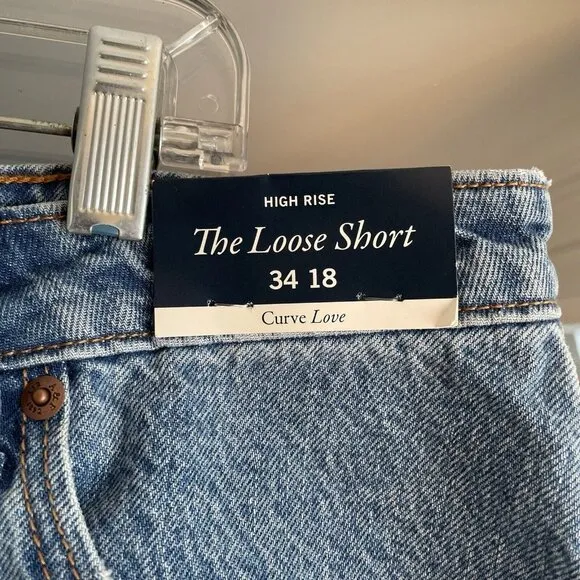 HIGH RISE
The Loose Short
34 18
Curve Love